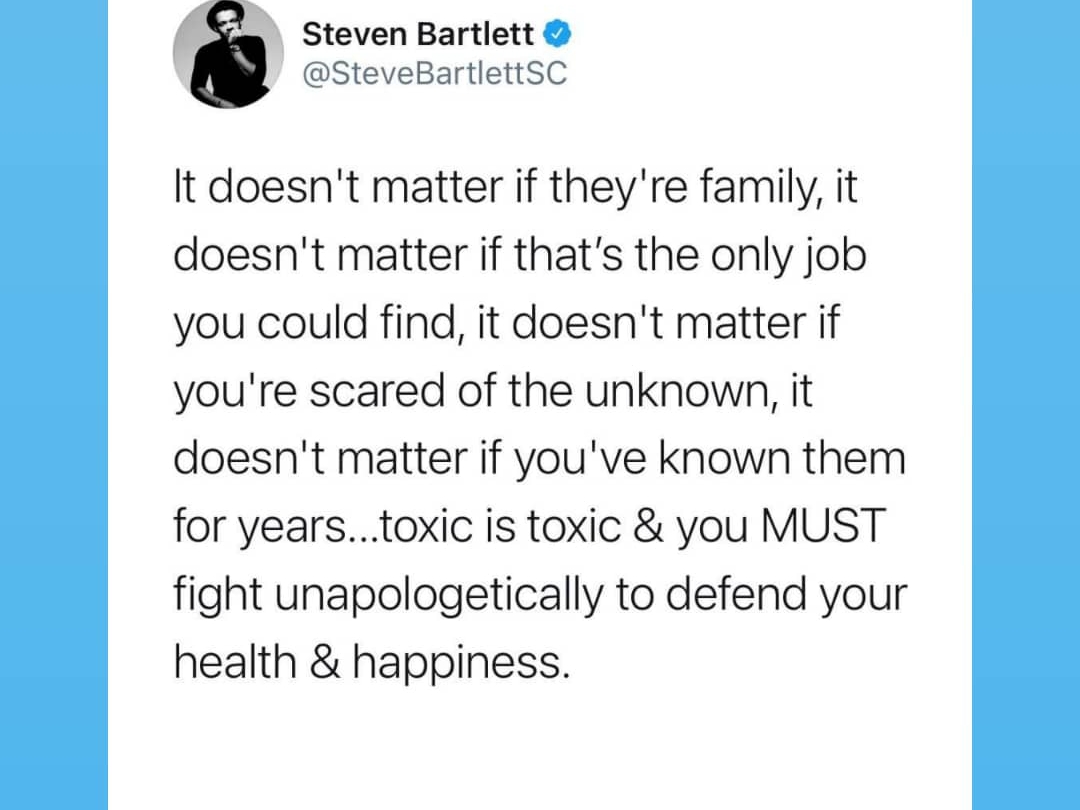 Steven Bartlett
@SteveBartlettSC
It doesn't matter if they're family, it
doesn't matter if that’s the only job
you could find, it doesn't matter if
you're scared of the unknown, it
doesn't matter if you've known them
for years...toxic is toxic & you MUST
fight unapologetically to defend your
health & happiness.